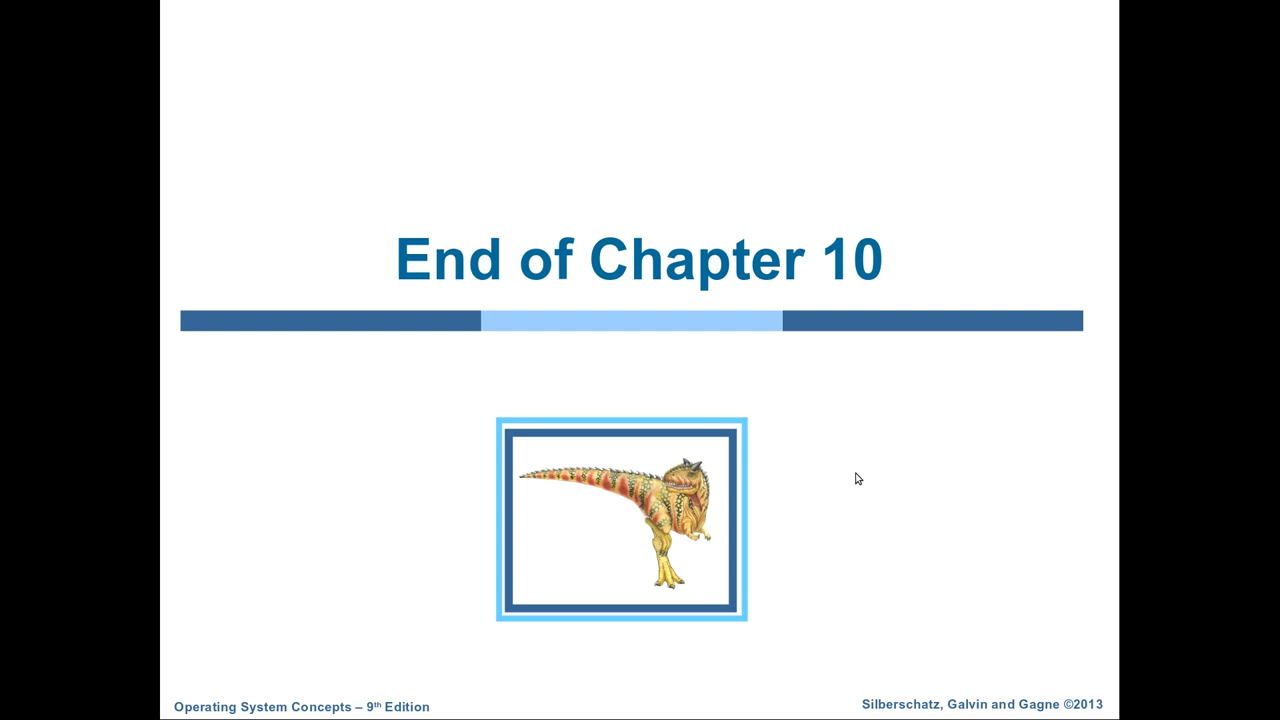 End of Chapter 10
Operating System Concepts – 9th Edition
Silberschatz, Galvin and Gagne ©2013